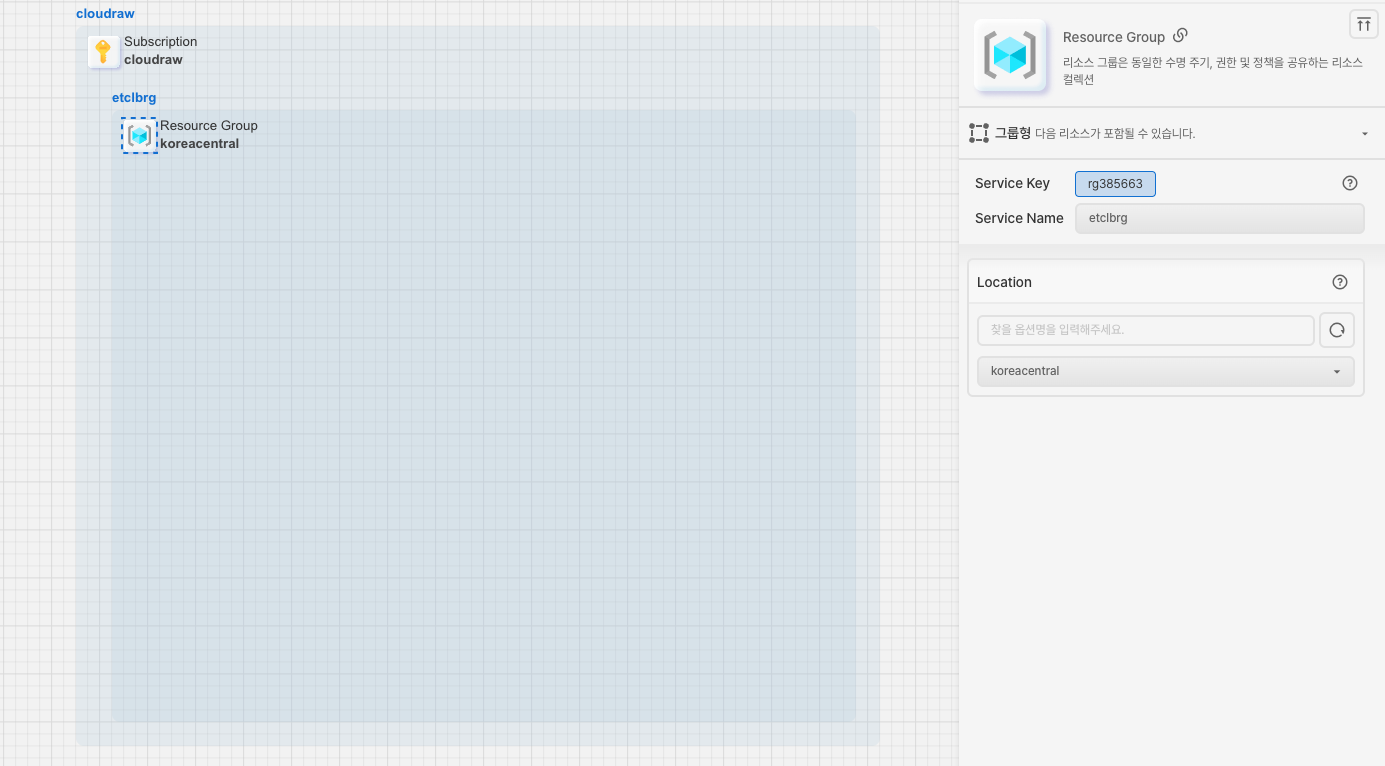 cloudraw
Subscription
cloudraw
etclbrg
Resource Group
koreacentral
Resource Group
리소스 그룹은 동일한 수명 주기, 권한 및 정책을 공유하는 리소스
컬렉션
그룹형 다음 리소스가 포함될 수 있습니다.
Service Key rg385663
Service Name etclbrg
Location
찾을 옵션명을 입력해주세요.
koreacentral